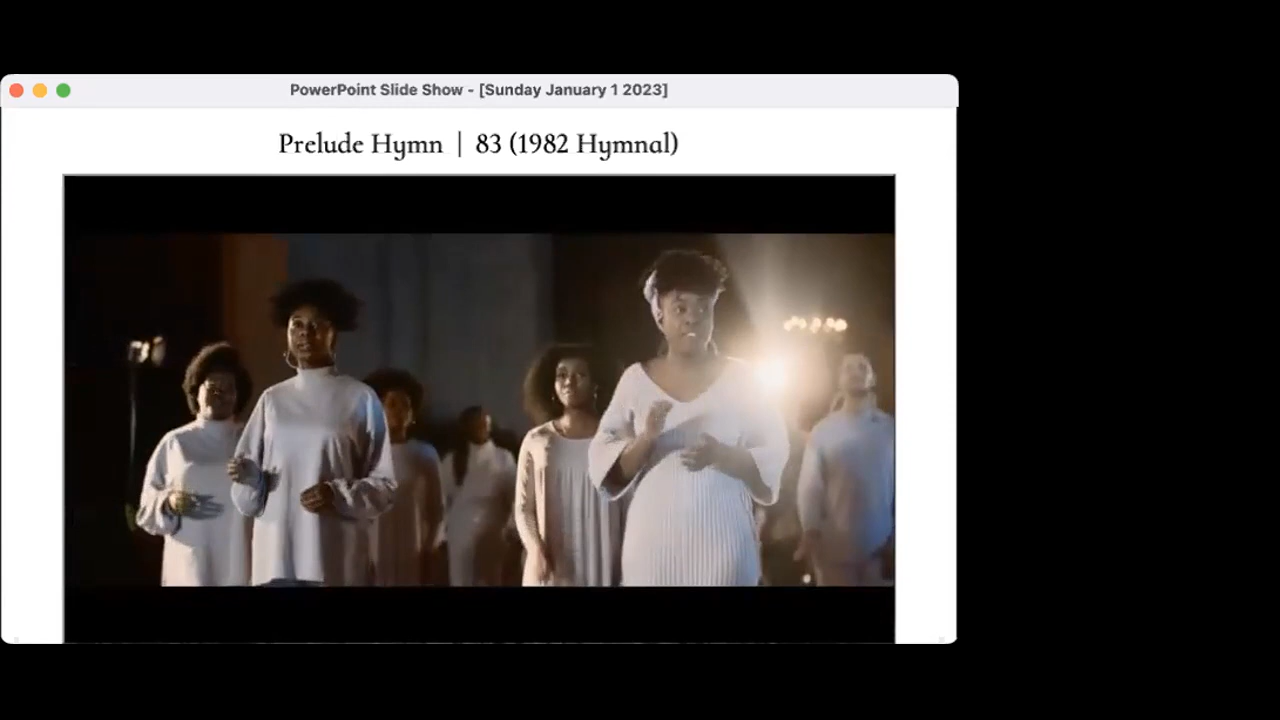 PowerPoint Slide Show - [Sunday January 1 2023]
Prelude Hymn | 83 (1982 Hymnal)